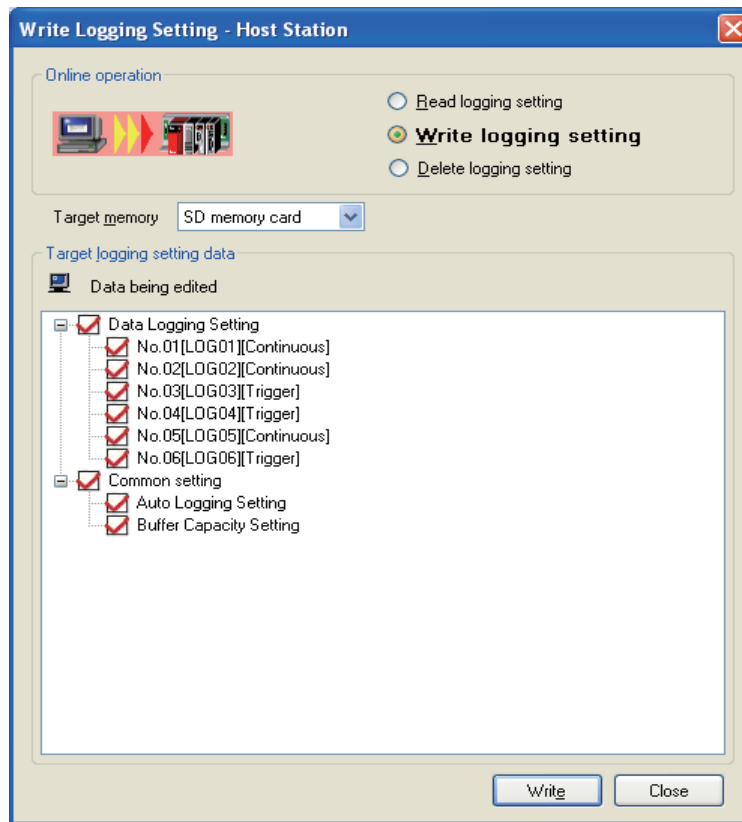 Write Logging Setting - Host Station
Online operation
Read logging setting
Write logging setting
Delete logging setting
Target memory SD memory card
Target logging setting data
Data being edited
Data Logging Setting
No.01[LOG01][Continuous]
No.02[LOG02][Continuous]
No.03[LOG03][Trigger]
No.04[LOG04][Trigger]
No.05[LOG05][Continuous]
No.06[LOG06][Trigger]
Common setting
Auto Logging Setting
Buffer Capacity Setting
Write Close